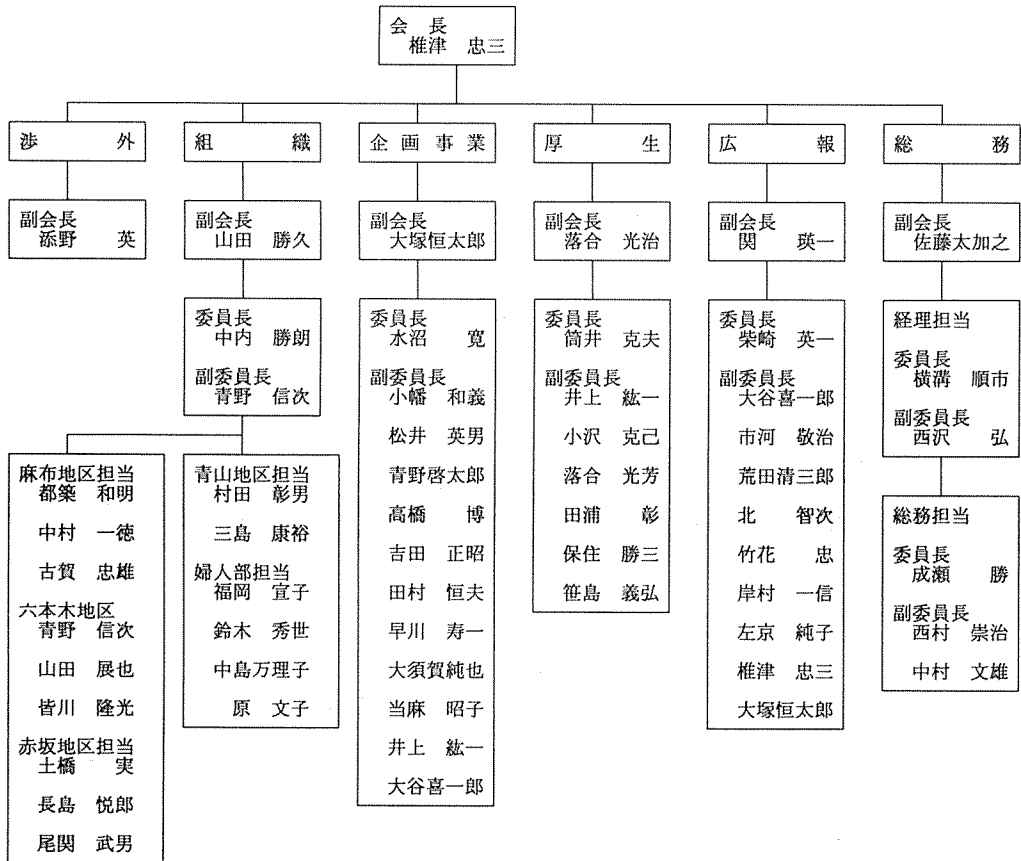 会　長
椎津　忠三
渉　外
副会長
添野　英
組　織
副会長
山田　勝久
委員長
中内　勝朗
副委員長
青野　信次
麻布地区担当
都築　和明
中村　一徳
古賀　忠雄
六本木地区
青野　信次
山田　展也
皆川　隆光
赤坂地区担当
土橋　実
長島　悦郎
尾関　武男
青山地区担当
村田　彰男
三島　康裕
婦人部担当
福岡　宣子
鈴木　秀世
中島万理子
原　文子
企画事業
副会長
大塚恒太郎
委員長
水沼　寛
副委員長
小幡　和義
松井　英男
青野啓太郎
高橋　博
吉田　正昭
田村　恒夫
早川　寿一
大須賀純也
当麻　昭子
井上　紘一
大谷喜一郎
厚　生
副会長
落合　光治
委員長
筒井　克夫
副委員長
井上　紘一
小沢　克己
落合　光芳
田浦　彰
保住　勝三
笹島　義弘
広　報
副会長
関　瑛一
委員長
柴崎　英一
副委員長
大谷喜一郎
市河　敬治
荒田清三郎
北　智次
竹花　忠
岸村　一信
左京　純子
椎津　忠三
大塚恒太郎
総　務
副会長
佐藤太加之
経理担当
委員長
横溝　順市
副委員長
西沢　弘
総務担当
委員長
成瀬　勝
副委員長
西村　崇治
中村　文雄